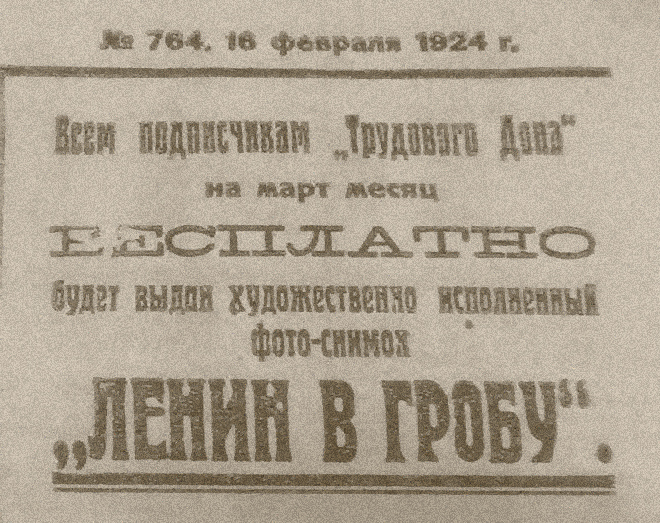 № 764. 16 февраля 1924 г.
Всем подписчикам „Трудового Дона“
на март месяц
БЕСПЛАТНО
будет выдан художественно исполненный
фото-снимок
„ЛЕНИН В ГРОБУ“.